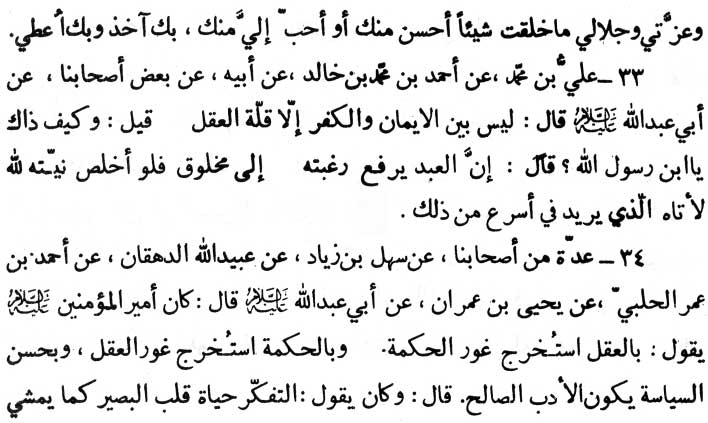 وعزَّتي وجلالي ماخلقت شيئاً أحسن منك أو أحبّ إليَّ منك ، بك آخذ وبك اُعطي.
٣٣ ــ عليُّ بن محمّد ،عن أحمد بن محمّد بن خالد ،عن أبيه ، عن بعض أصحابنا ، عن
أبي عبدالله عليه السلام قال : ليس بين الايمان والكفر إلّا قلّة العقل قيل : وكيف ذاك
ياابن رسول الله ؟ قال : إنَّ العبد يرفع رغبته إلى مخلوق فلو أخلص نيّته لله
لأتاه الّذي يريد في أسرع من ذلك .
٣٤ ــ عدَّة من أصحابنا ، عن سهل بن زياد ، عن عبيدالله الدهقان ، عن أحمد بن
عمر الحلبيّ ،عن يحيى بن عمران ، عن أبي عبدالله عليه السلام قال : كان أمير المؤمنين عليه السلام
يقول : بالعقل استُخرج غور الحكمة. وبالحكمة استُخرج غور العقل ، وبحسن
السياسة يكون الأدب الصالح. قال : وكان يقول : التفكّر حياة قلب البصير كما يمشي